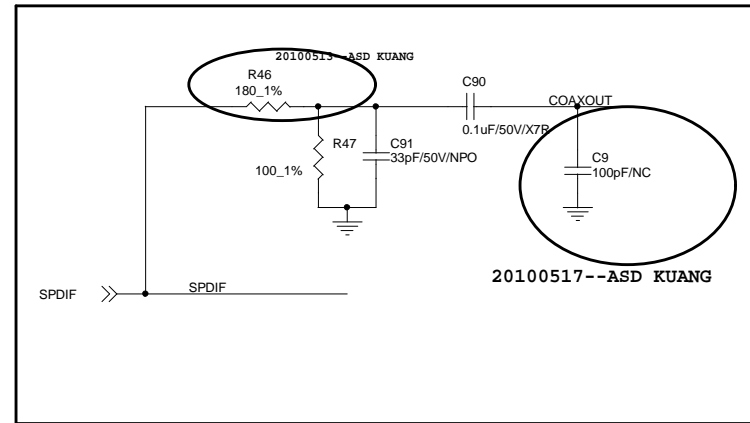 20100513--ASD KUANG
R46
180_1%
C90
COAXOUT
0.1uF/50V/X7R
R47
100_1%
C91
33pF/50V/NPO
C9
100pF/NC
20100517--ASD KUANG
SPDIF
SPDIF